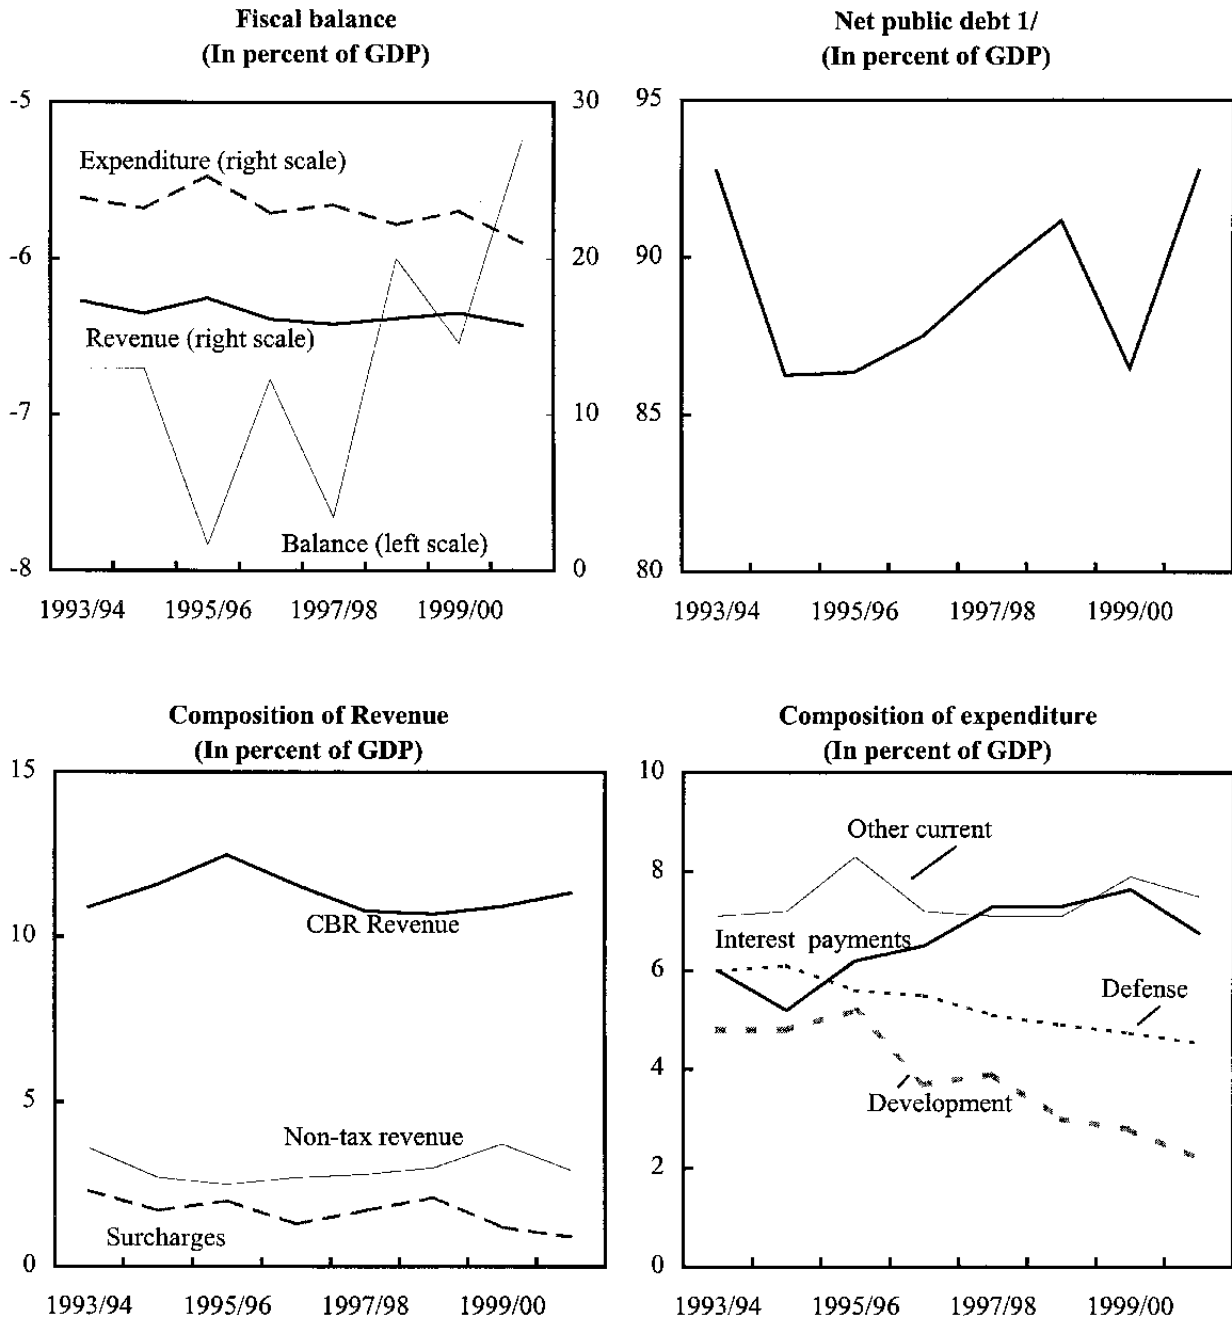 Fiscal balance
(In percent of GDP)
-5
30
Expenditure (right scale)
-6
20
Revenue (right scale)
-7
10
Balance (left scale)
-8
0
1993/94 1995/96 1997/98 1999/00
Net public debt 1/
(In percent of GDP)
95
90
85
80
1993/94 1995/96 1997/98 1999/00
Composition of Revenue
(In percent of GDP)
15
CBR Revenue
10
5
Non-tax revenue
Surcharges
0
1993/94 1995/96 1997/98 1999/00
Composition of expenditure
(In percent of GDP)
10
Other current
8
Interest payments
6
Defense
4
Development
2
0
1993/94 1995/96 1997/98 1999/00